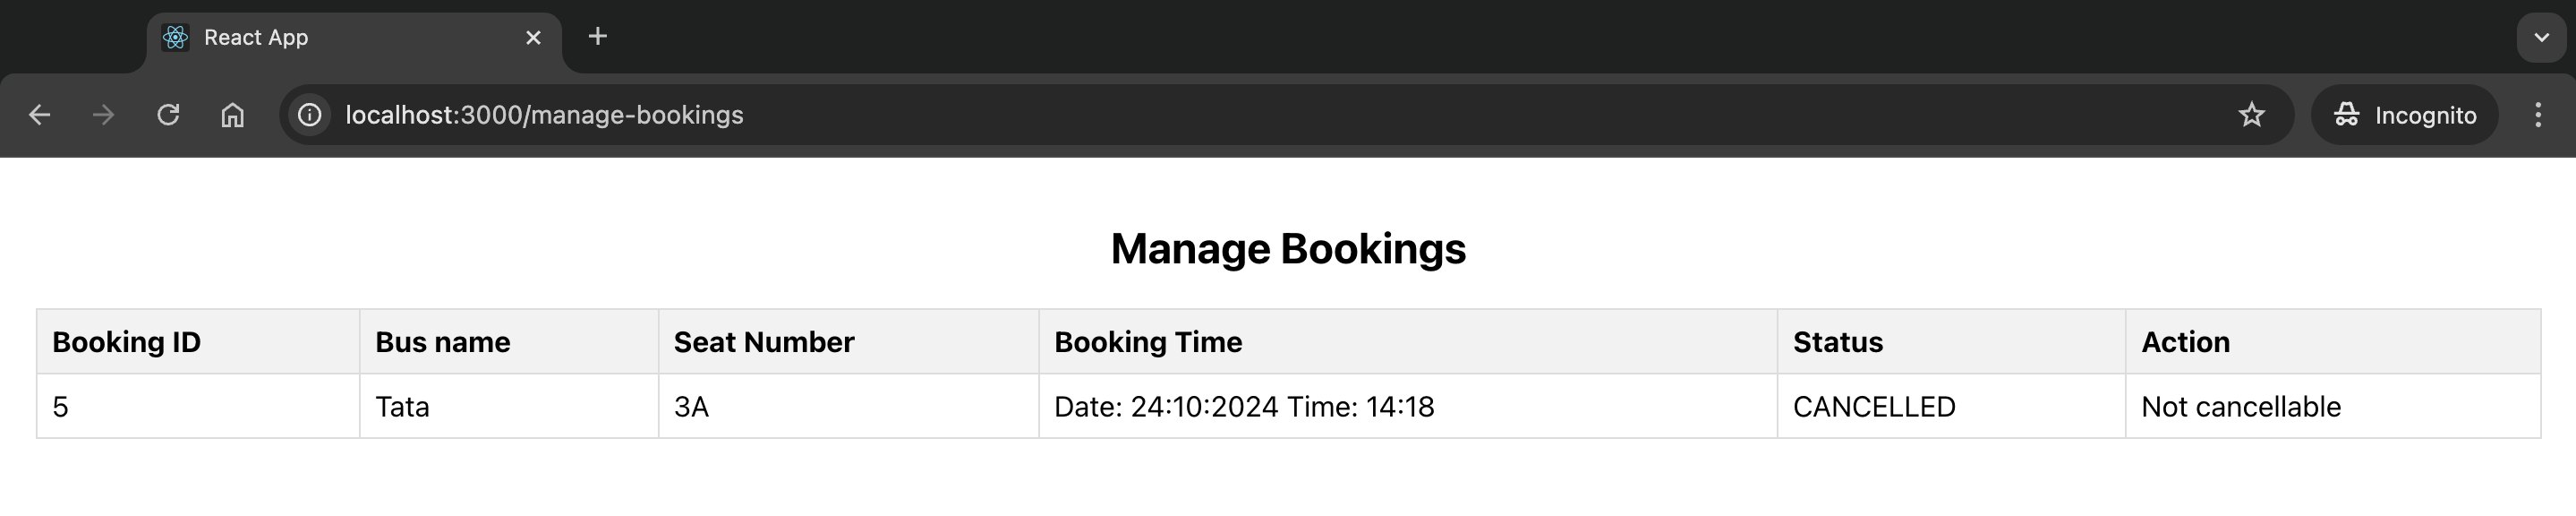 React App
localhost:3000/manage-bookings
Incognito
Manage Bookings
Booking ID Bus name Seat Number Booking Time Status Action
5 Tata 3A Date: 24:10:2024 Time: 14:18 CANCELLED Not cancellable